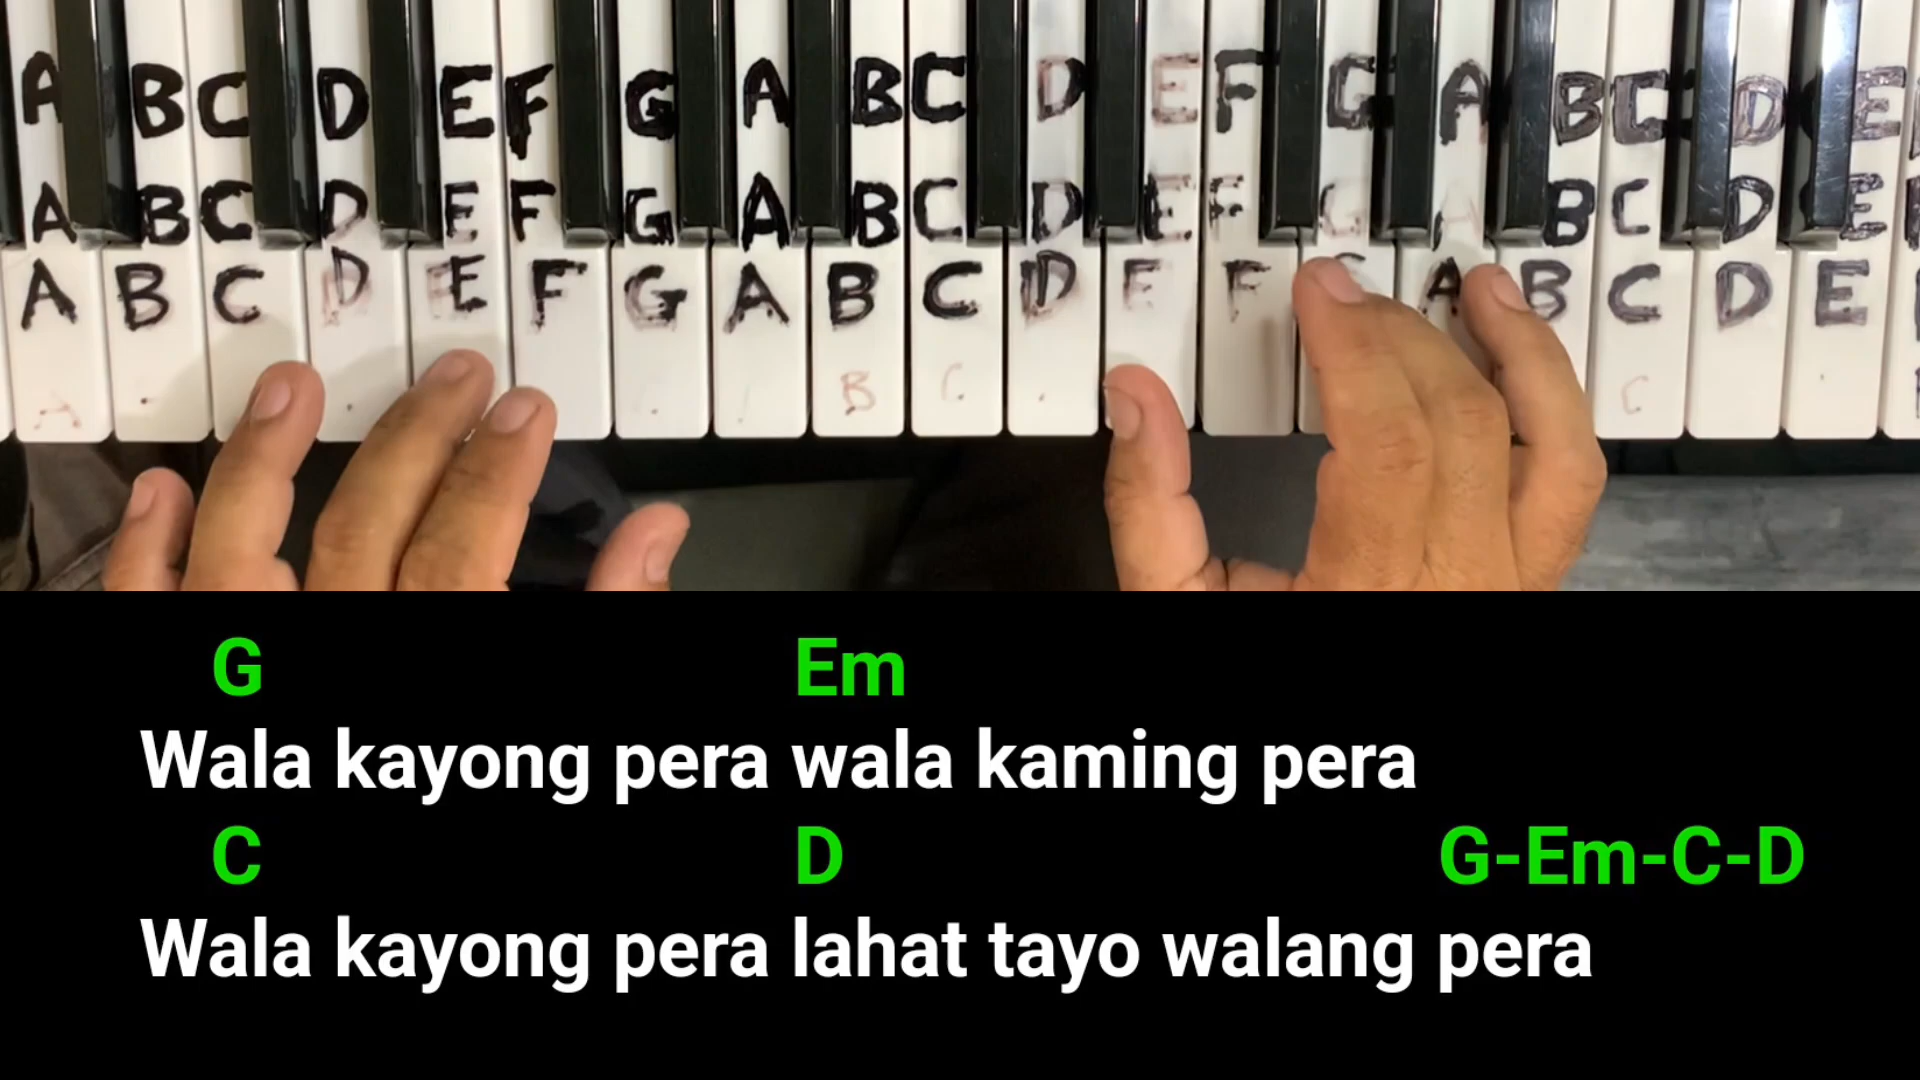 A B C D E F G A B C D E F G A B C D E
A B C D E F G A B C D E F G A B C D E
A B C D E F G A B C D E F A B C D E
A B C C
G Em
Wala kayong pera wala kaming pera
C D G-Em-C-D
Wala kayong pera lahat tayo walang pera